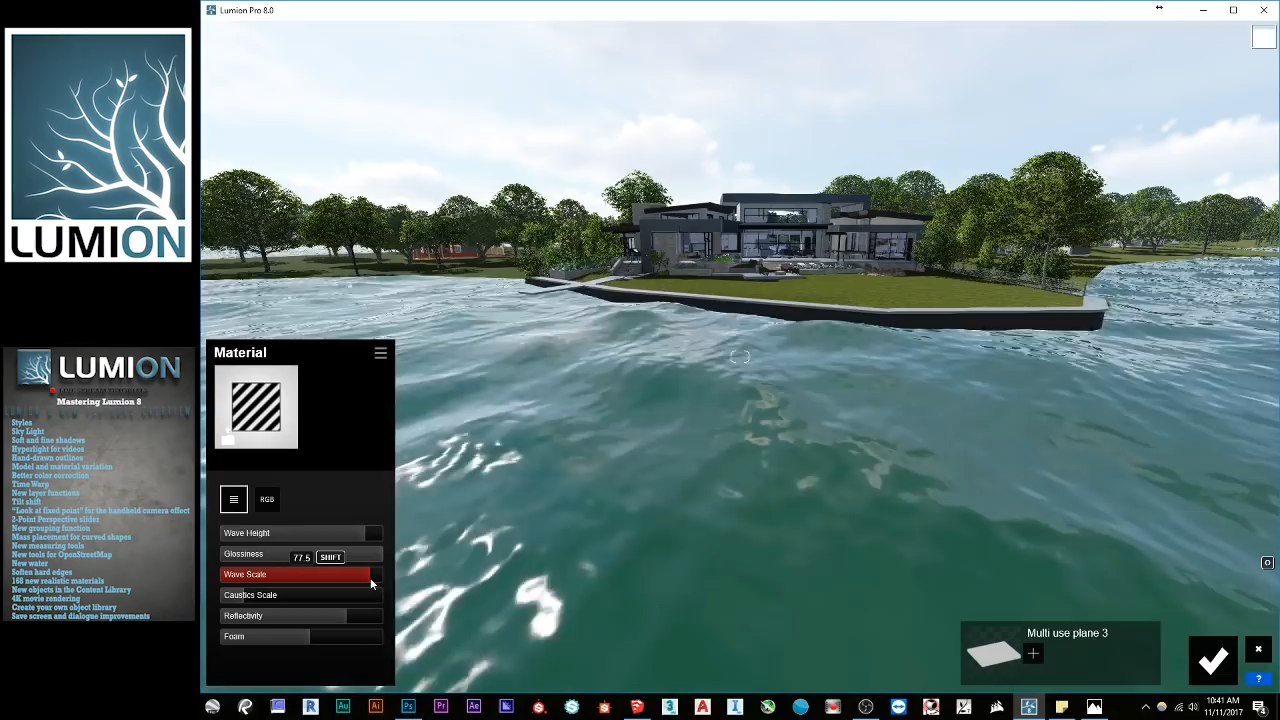 Lumion Pro 8.0
LUMION
LUMION
Mastering Lumion 8
Styles
Sky Light
Soft and fine shadows
Hyperlight for videos
Hand-drawn outlines
Model and material variation
Better color correction
Time Warp
New layer functions
Tilt shift
"Look at fixed point" for the handheld camera effect
2-Point Perspective slider
New grouping function
Mass placement for curved shapes
New measuring tools
New tools for OpenStreetMap
New water
Soften hard edges
168 new realistic materials
New objects in the Content Library
4K movie rendering
Create your own object library
Save screen and dialogue improvements
Material
RGB
Wave Height
Glossiness
77.5 SHIFT
Wave Scale
Caustics Scale
Reflectivity
Foam
Multi use plane 3
+
?
R Au Ai Ps Pr Ae
3 A I
10:41 AM
11/11/2017